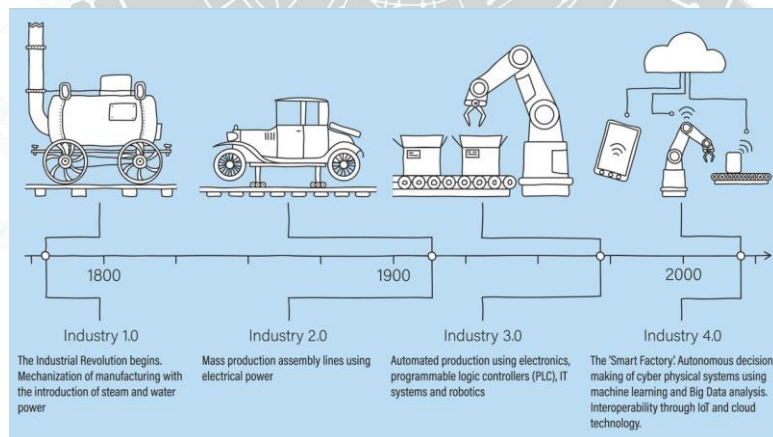 1800
1900
2000
Industry 1.0
The Industrial Revolution begins.
Mechanization of manufacturing with
the introduction of steam and water
power
Industry 2.0
Mass production assembly lines using
electrical power
Industry 3.0
Automated production using electronics,
programmable logic controllers (PLC), IT
systems and robotics
Industry 4.0
The ‘Smart Factory’. Autonomous decision
making of cyber physical systems using
machine learning and Big Data analysis.
Interoperability through IoT and cloud
technology.